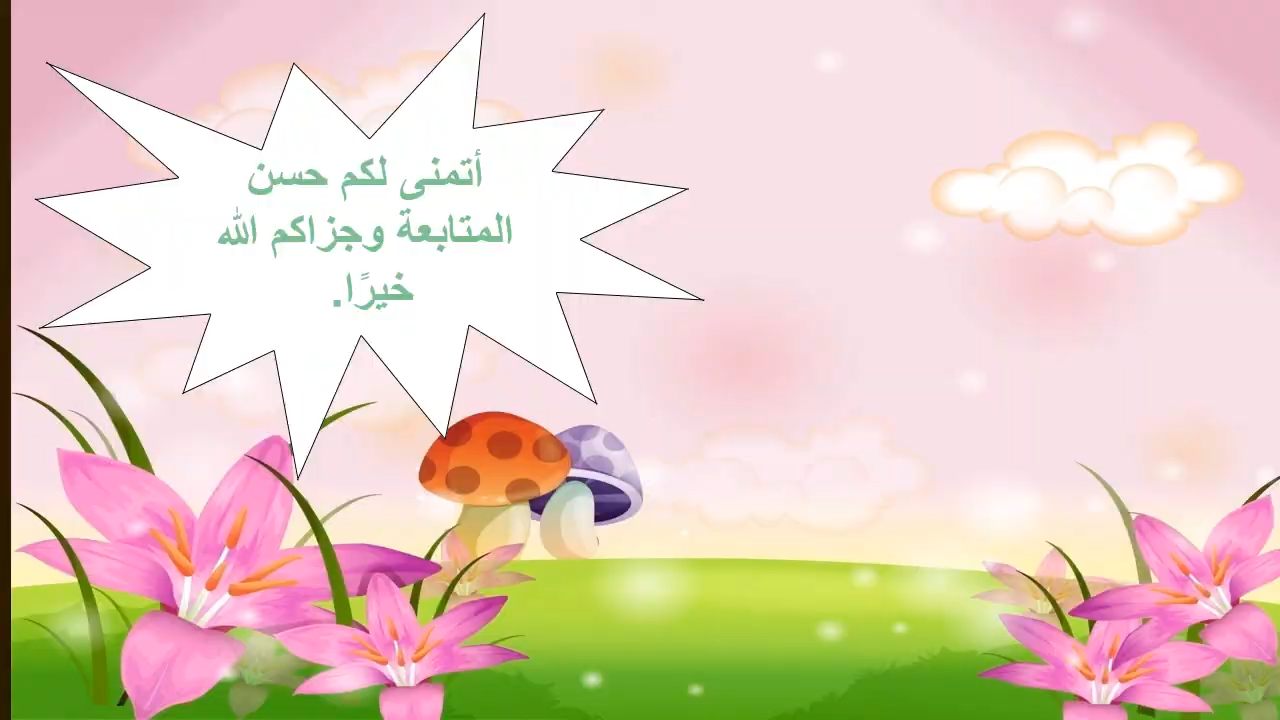 أتمنى لكم حسن
المتابعة وجزاكم الله
خيرًا.